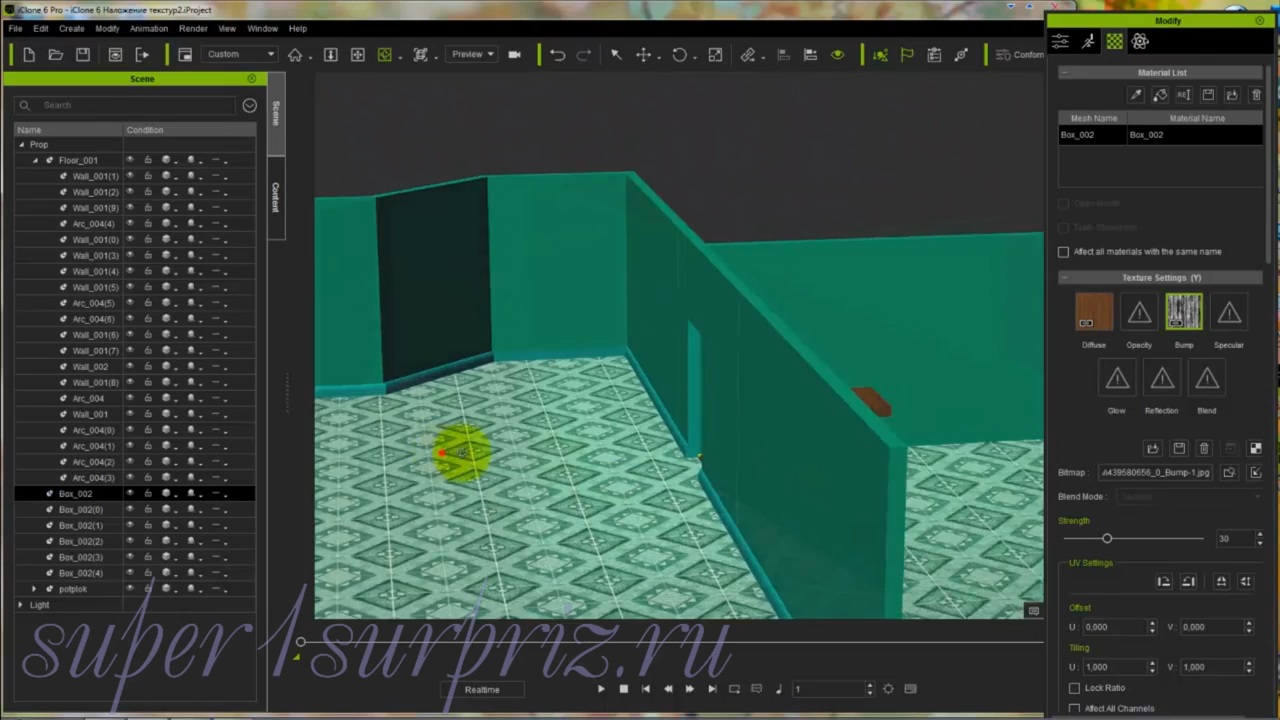 iClone 6 Pro - iClone 6 Наложение текстур2.iProject
File Edit Create Modify Animation Render View Window Help
Custom
Preview
Conform
Scene
Search
Name Condition
Prop
Floor_001
Wall_001(1)
Wall_001(2)
Wall_001(9)
Arc_004(4)
Wall_001(0)
Wall_001(3)
Wall_001(4)
Wall_001(5)
Arc_004(5)
Arc_004(6)
Wall_001(6)
Wall_001(7)
Wall_002
Wall_001(8)
Arc_004
Wall_001
Arc_004(0)
Arc_004(1)
Arc_004(2)
Arc_004(3)
Box_002
Box_002(0)
Box_002(1)
Box_002(2)
Box_002(3)
Box_002(4)
potplok
Light
Scene
Content
super1surpriz.ru
Realtime
1
Modify
Material List
Mesh Name Material Name
Box_002 Box_002
Affect all materials with the same name
Texture Settings (Y)
Diffuse Opacity Bump Specular
Glow Reflection Blend
Bitmap: 439580656_0_Bump-1.jpg
Blend Mode:
Strength
30
UV Settings
Offset
U : 0,000 V : 0,000
Tiling
U : 1,000 V : 1,000
Lock Ratio
Affect All Channels